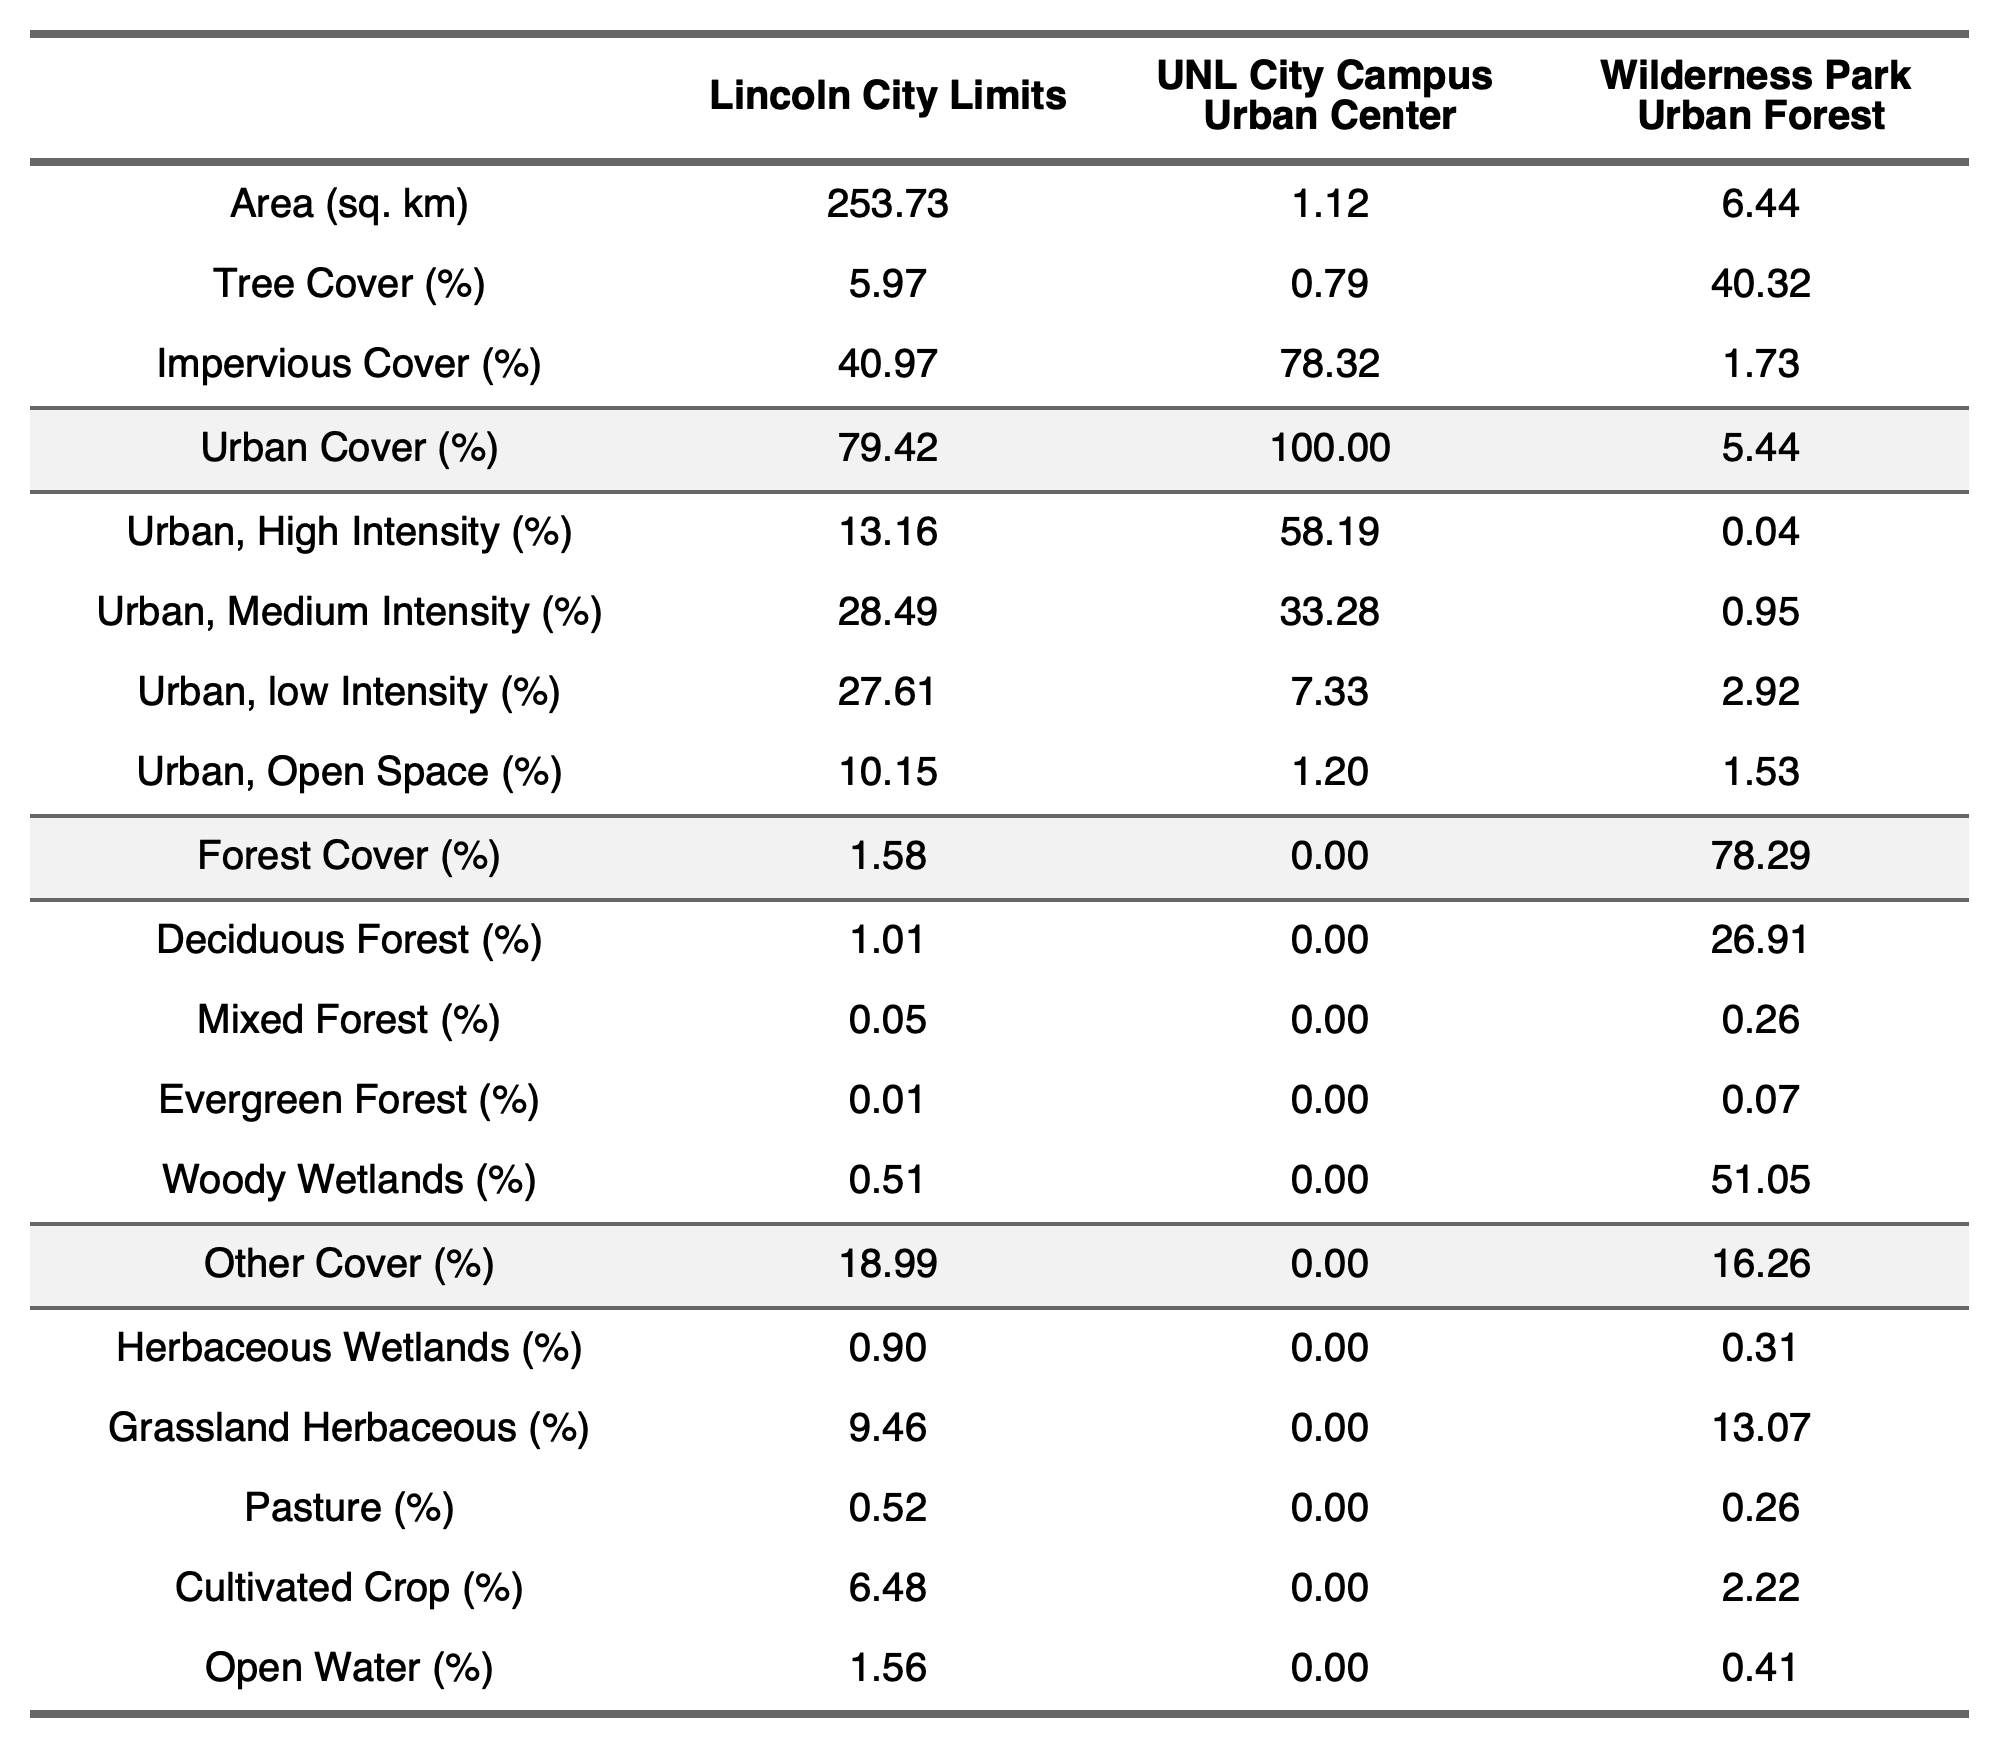 Lincoln City Limits UNL City Campus Urban Center Wilderness Park Urban Forest
Area (sq. km) 253.73 1.12 6.44
Tree Cover (%) 5.97 0.79 40.32
Impervious Cover (%) 40.97 78.32 1.73
Urban Cover (%) 79.42 100.00 5.44
Urban, High Intensity (%) 13.16 58.19 0.04
Urban, Medium Intensity (%) 28.49 33.28 0.95
Urban, low Intensity (%) 27.61 7.33 2.92
Urban, Open Space (%) 10.15 1.20 1.53
Forest Cover (%) 1.58 0.00 78.29
Deciduous Forest (%) 1.01 0.00 26.91
Mixed Forest (%) 0.05 0.00 0.26
Evergreen Forest (%) 0.01 0.00 0.07
Woody Wetlands (%) 0.51 0.00 51.05
Other Cover (%) 18.99 0.00 16.26
Herbaceous Wetlands (%) 0.90 0.00 0.31
Grassland Herbaceous (%) 9.46 0.00 13.07
Pasture (%) 0.52 0.00 0.26
Cultivated Crop (%) 6.48 0.00 2.22
Open Water (%) 1.56 0.00 0.41